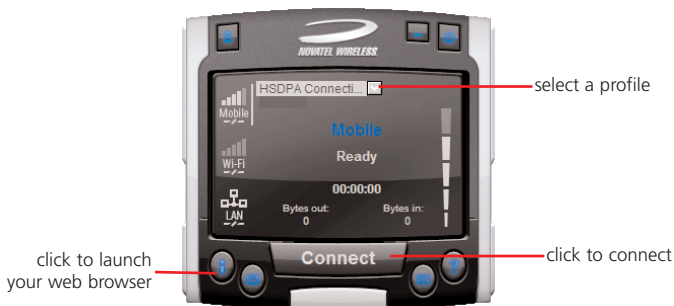 NOVATEL WIRELESS
HSDPA Connecti...
select a profile
Mobile
Mobile
Ready
Wi-Fi
00:00:00
LAN
Bytes out:
Bytes in:
0
0
click to launch
your web browser
Connect
click to connect